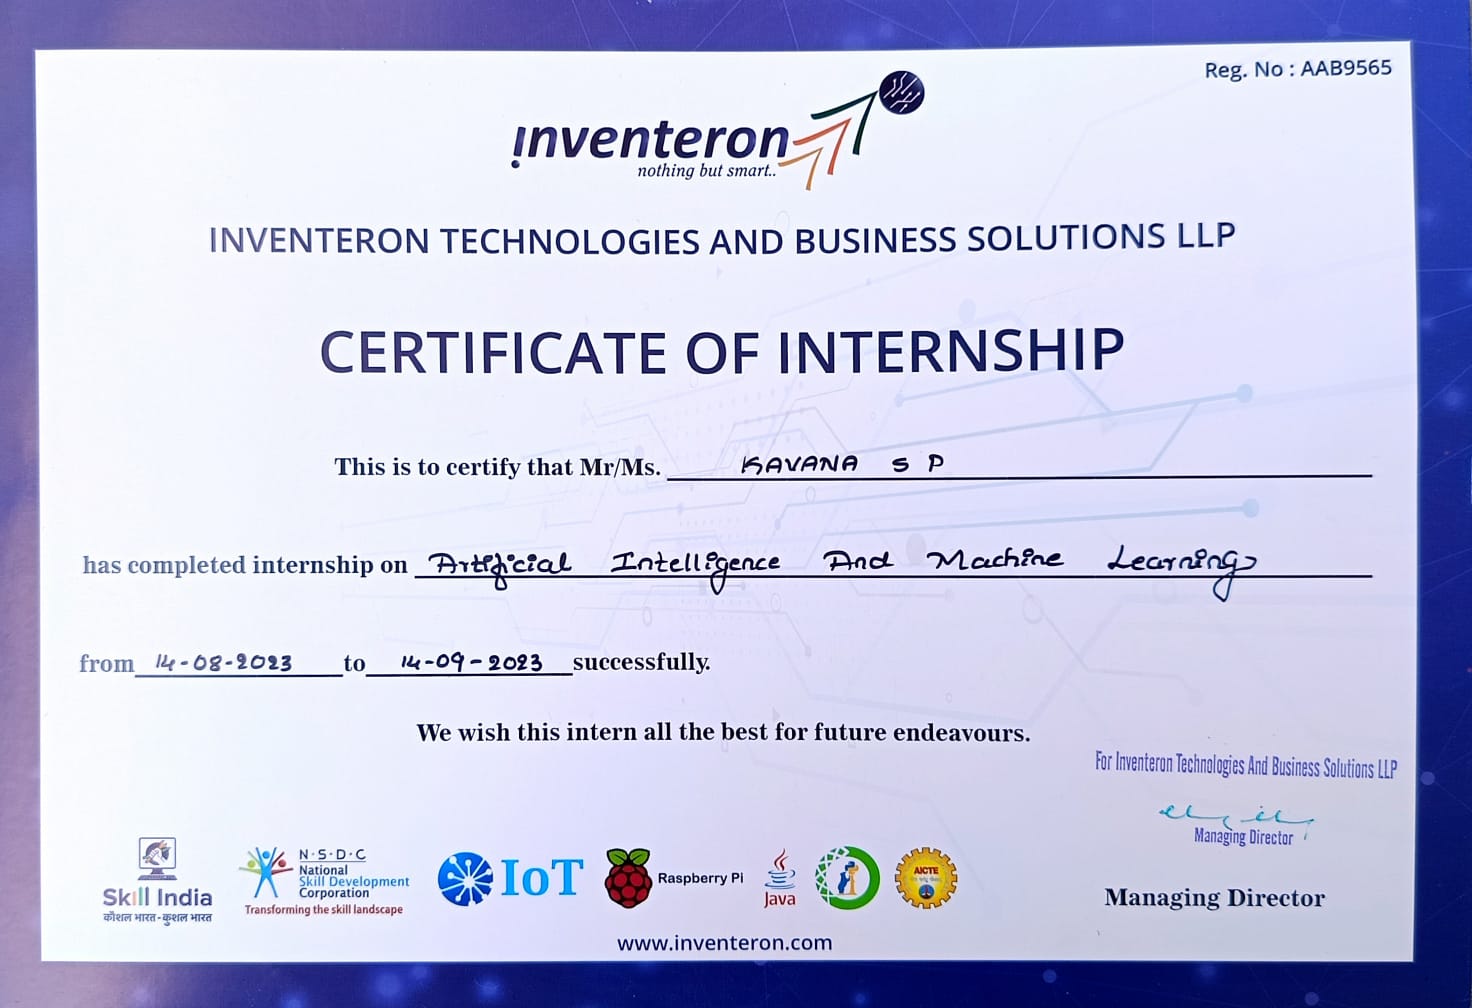 Reg. No : AAB9565
inventeron
nothing but smart..
INVENTERON TECHNOLOGIES AND BUSINESS SOLUTIONS LLP
CERTIFICATE OF INTERNSHIP
This is to certify that Mr/Ms. KAVANA S P
has completed internship on Artificial Intelligence And Machine Learning
from 14-08-2023 to 14-09-2023 successfully.
We wish this intern all the best for future endeavours.
For Inventeron Technologies And Business Solutions LLP
Managing Director
Managing Director
Skill India
कौशल भारत-कुशल भारत
N·S·D·C
National
Skill Development
Corporation
Transforming the skill landscape
IoT
Raspberry Pi
Java
AICTE
www.inventeron.com